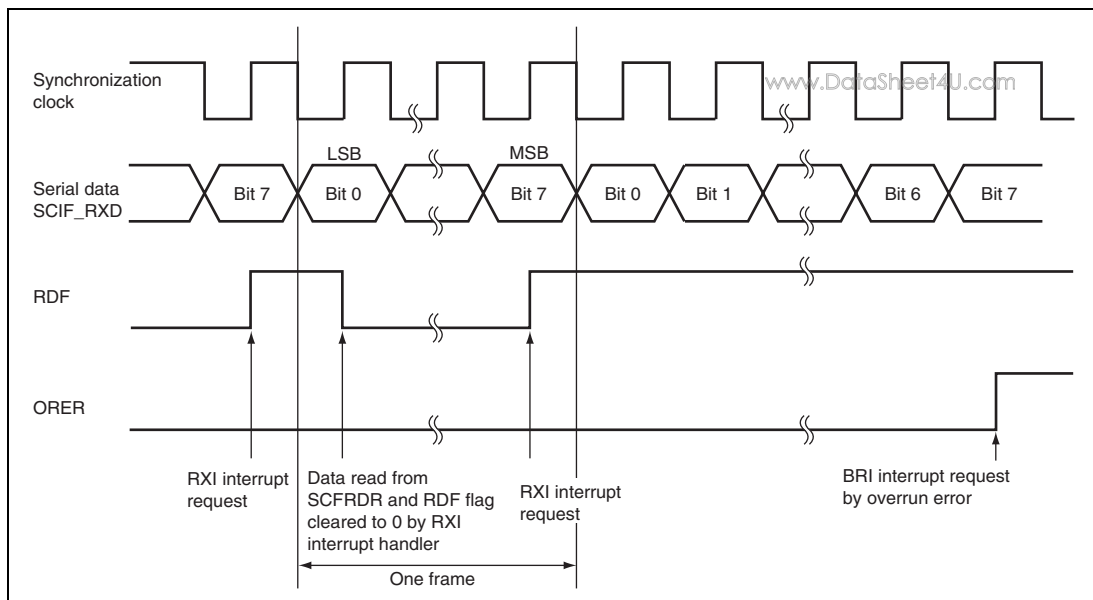 Synchronization
clock
www.DataSheet4U.com
LSB
MSB
Serial data
SCIF_RXD
Bit 7
Bit 0
Bit 7
Bit 0
Bit 1
Bit 6
Bit 7
RDF
ORER
RXI interrupt
request
Data read from
SCFRDR and RDF flag
cleared to 0 by RXI
interrupt handler
RXI interrupt
request
BRI interrupt request
by overrun error
One frame